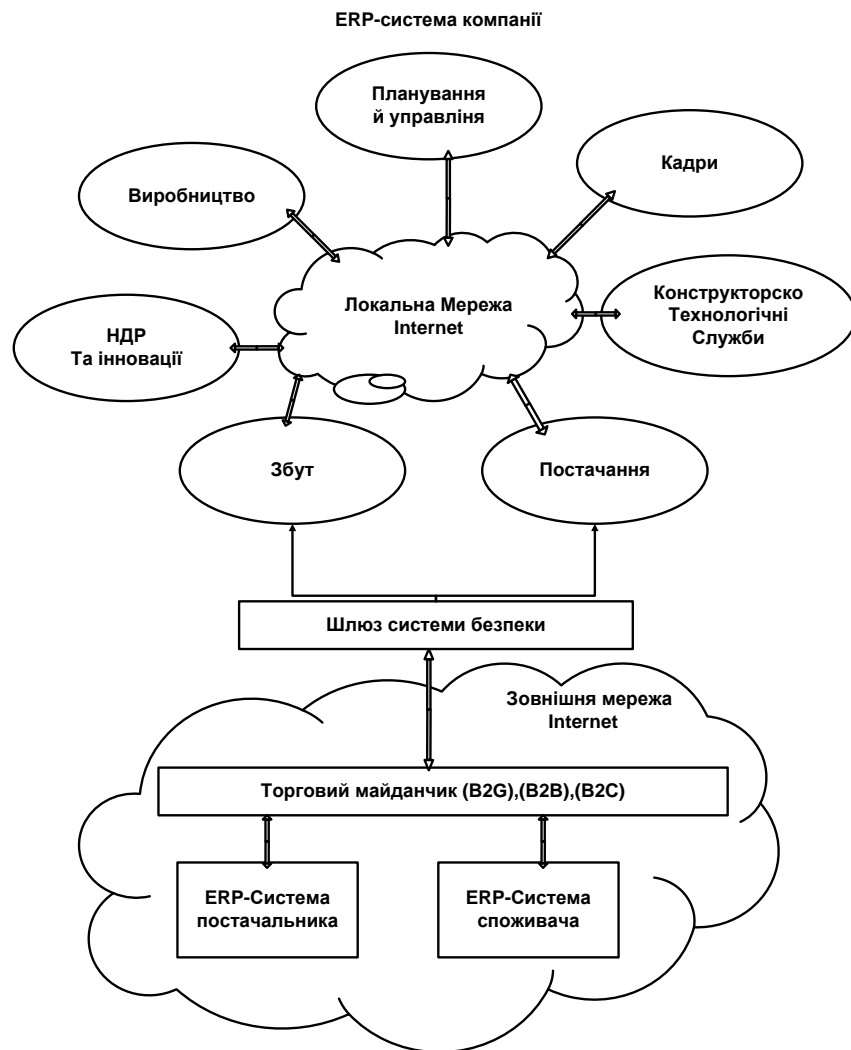 ERP-система компанії
Планування
й управліня
Кадри
Виробництво
Локальна Мережа
Internet
Конструкторско
Технологічні
Служби
НДР
Та інновації
Збут
Постачання
Шлюз системи безпеки
Зовнішня мережа
Internet
Торговий майданчик (B2G),(B2B),(B2C)
ERP-Система
постачальника
ERP-Система
споживача